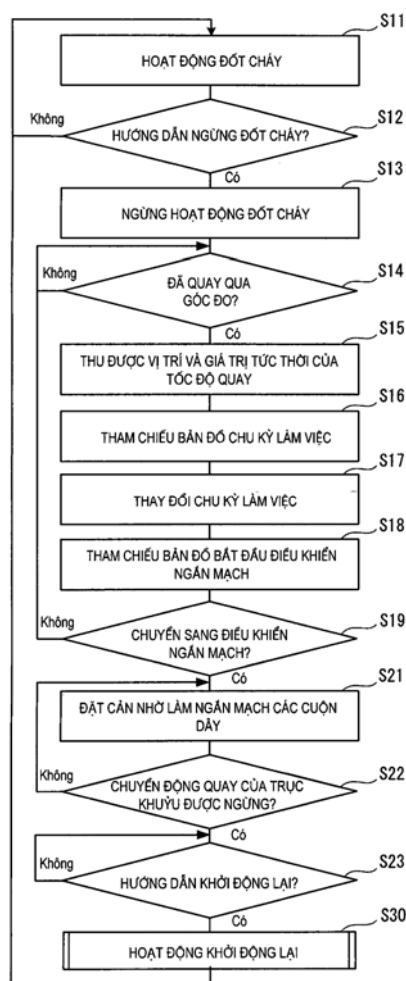 S11
HOẠT ĐỘNG ĐỐT CHÁY
S12
Không
HƯỚNG DẪN NGỪNG ĐỐT CHÁY?
Có
S13
NGỪNG HOẠT ĐỘNG ĐỐT CHÁY
Không
S14
ĐÃ QUAY QUA
GÓC ĐO?
Có
S15
THU ĐƯỢC VỊ TRÍ VÀ GIÁ TRỊ TỨC THỜI CỦA
TỐC ĐỘ QUAY
S16
THAM CHIẾU BẢN ĐỒ CHU KỲ LÀM VIỆC
S17
THAY ĐỔI CHU KỲ LÀM VIỆC
S18
THAM CHIẾU BẢN ĐỒ BẮT ĐẦU ĐIỀU KHIỂN
NGẮN MẠCH
Không
S19
CHUYỂN SANG ĐIỀU KHIỂN
NGẮN MẠCH?
Có
S21
ĐẶT CẢN NHỜ LÀM NGẮN MẠCH CÁC CUỘN
DÂY
Không
S22
CHUYỂN ĐỘNG QUAY CỦA TRỤC
KHUỶU ĐƯỢC NGỪNG?
Có
Không
S23
HƯỚNG DẪN KHỞI ĐỘNG LẠI?
Có
S30
HOẠT ĐỘNG KHỞI ĐỘNG LẠI